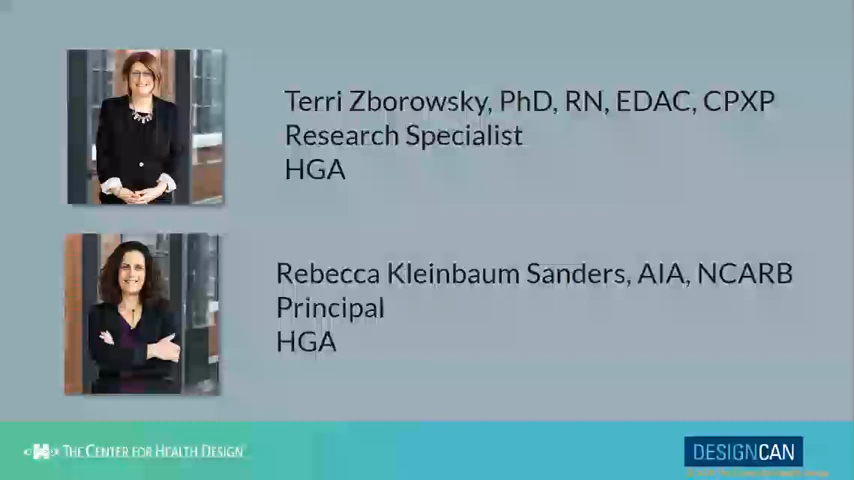 Terri Zborowsky, PhD, RN, EDAC, CPXP
Research Specialist
HGA
Rebecca Kleinbaum Sanders, AIA, NCARB
Principal
HGA
THE CENTER FOR HEALTH DESIGN
DESIGNCAN